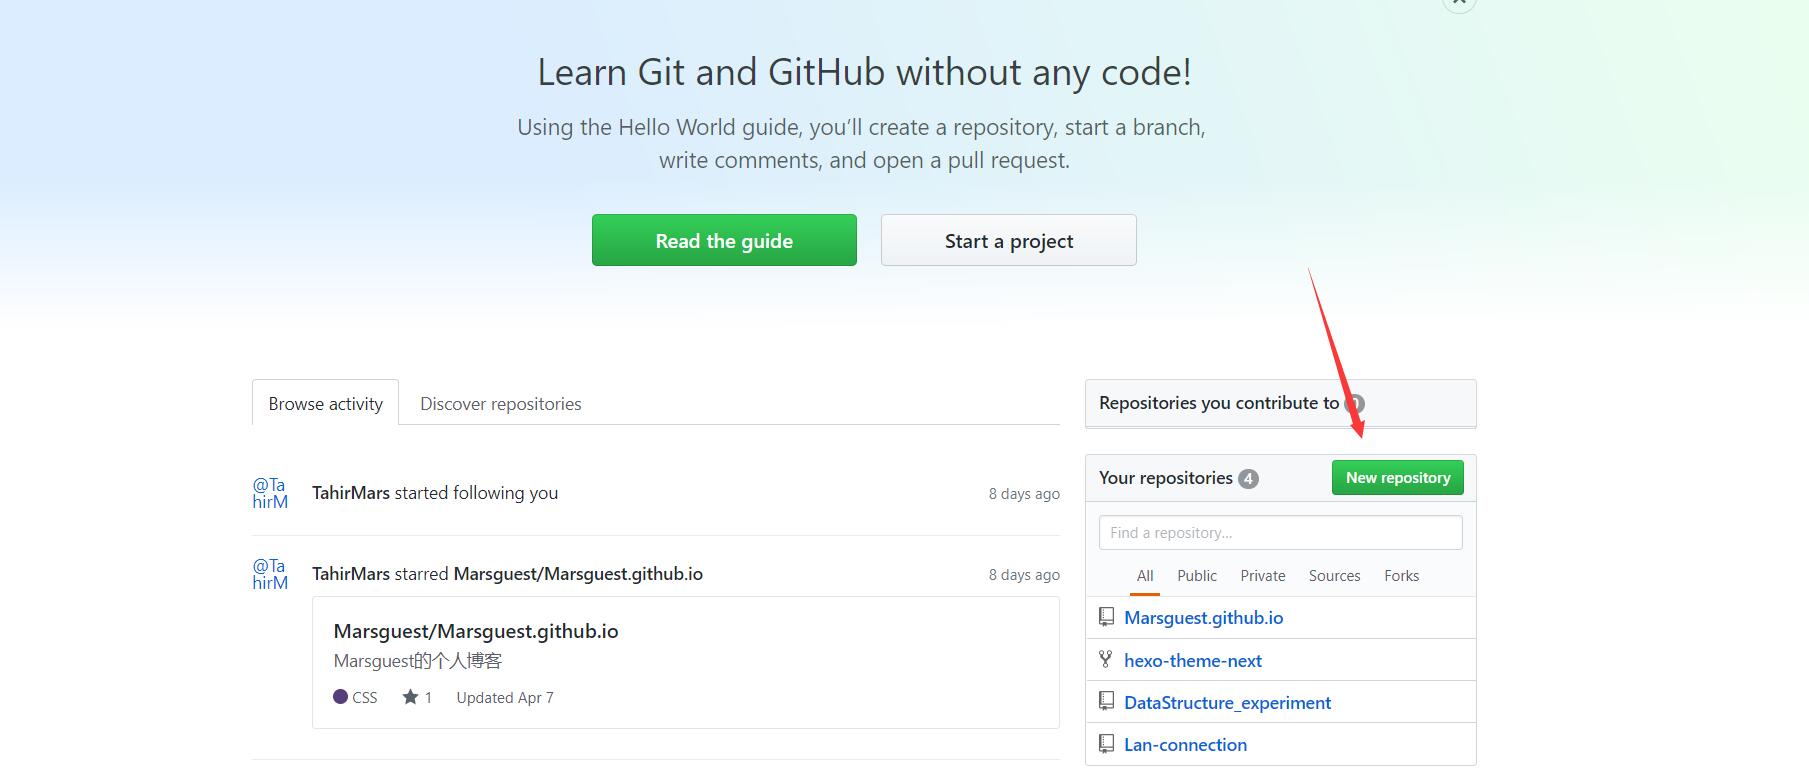 Learn Git and GitHub without any code!
Using the Hello World guide, you’ll create a repository, start a branch,
write comments, and open a pull request.
Read the guide
Start a project
Browse activity
Discover repositories
@Ta
hirM
TahirMars started following you
8 days ago
@Ta
hirM
TahirMars starred Marsguest/Marsguest.github.io
8 days ago
Marsguest/Marsguest.github.io
Marsguest的个人博客
CSS
1
Updated Apr 7
Repositories you contribute to
Your repositories 4
New repository
Find a repository...
All
Public
Private
Sources
Forks
Marsguest.github.io
hexo-theme-next
DataStructure_experiment
Lan-connection